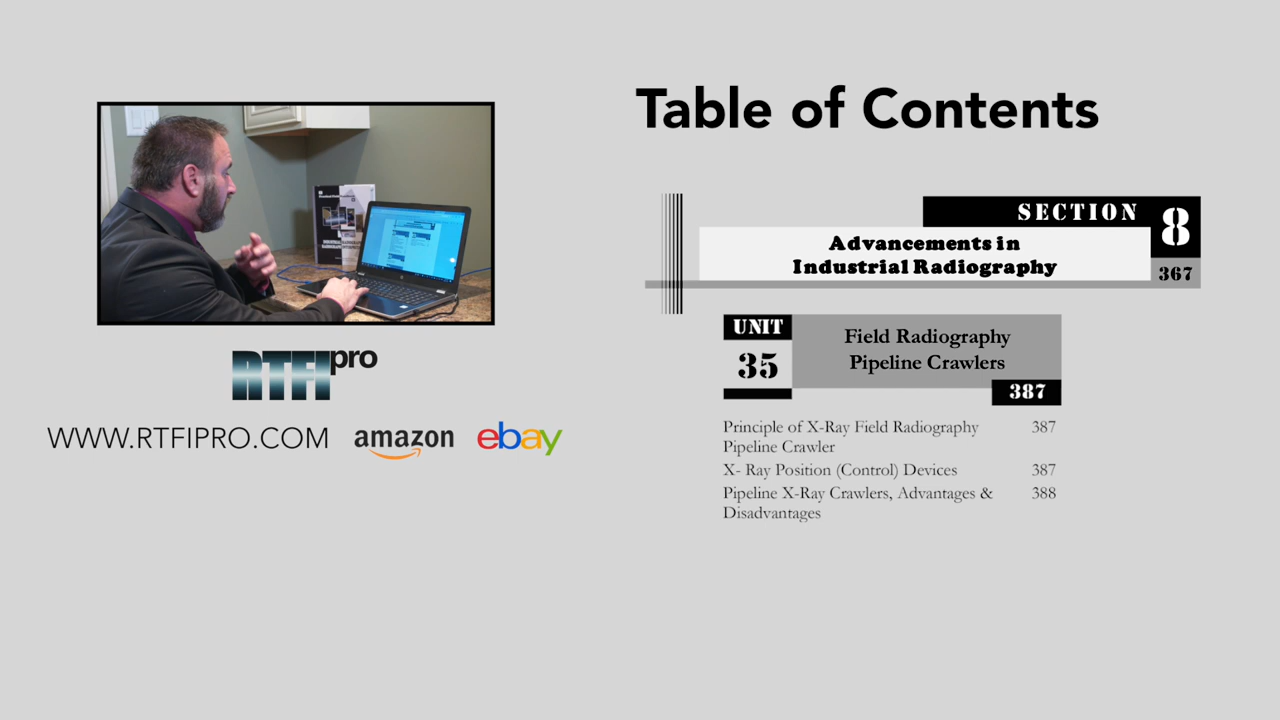 Table of Contents
SECTION
8
Advancements in
Industrial Radiography
367
UNIT
35
Field Radiography
Pipeline Crawlers
387
Principle of X-Ray Field Radiography 387
Pipeline Crawler
X- Ray Position (Control) Devices 387
Pipeline X-Ray Crawlers, Advantages & 388
Disadvantages
RTFIpro
WWW.RTFIPRO.COM
amazon
ebay